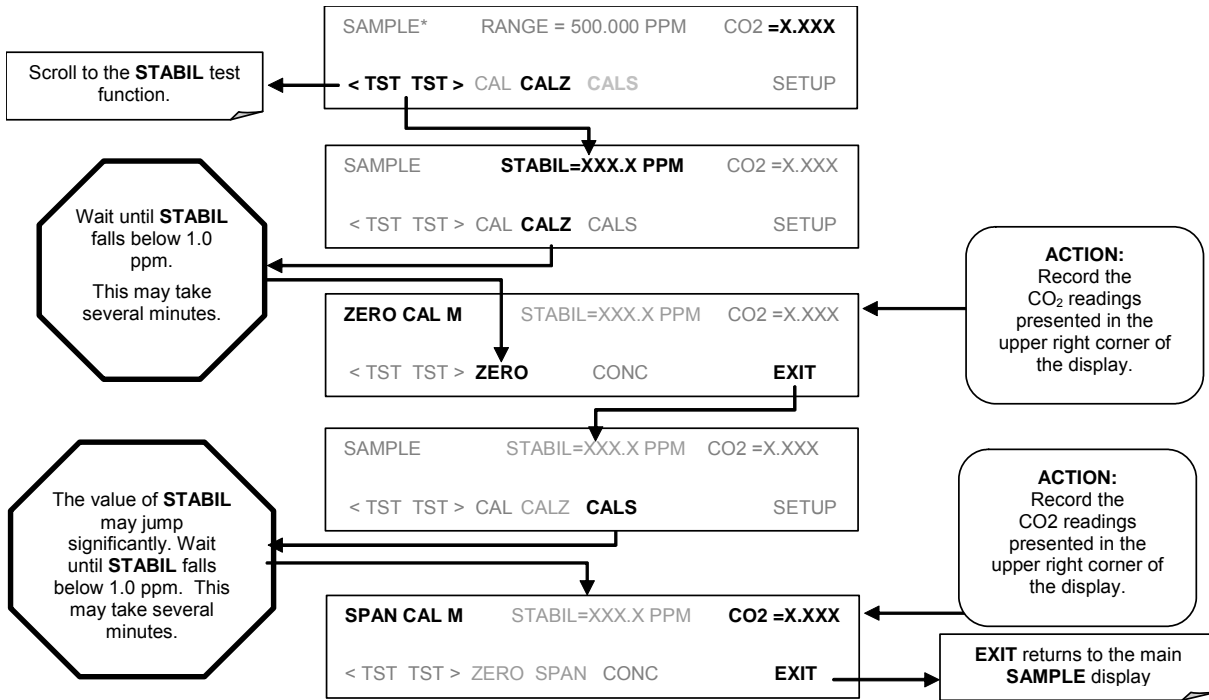 SAMPLE* RANGE = 500.000 PPM CO2 =X.XXX
Scroll to the STABIL test
function.
< TST TST > CAL CALZ CALS SETUP
SAMPLE STABIL=XXX.X PPM CO2 =X.XXX
< TST TST > CAL CALZ CALS SETUP
Wait until STABIL
falls below 1.0
ppm.
This may take
several minutes.
ZERO CAL M STABIL=XXX.X PPM CO2 =X.XXX
< TST TST > ZERO CONC EXIT
ACTION:
Record the
CO₂ readings
presented in the
upper right corner of
the display.
SAMPLE STABIL=XXX.X PPM CO2 =X.XXX
< TST TST > CAL CALZ CALS SETUP
The value of STABIL
may jump
significantly. Wait
until STABIL falls
below 1.0 ppm. This
may take several
minutes.
ACTION:
Record the
CO2 readings
presented in the
upper right corner of
the display.
SPAN CAL M STABIL=XXX.X PPM CO2 =X.XXX
< TST TST > ZERO SPAN CONC EXIT
EXIT returns to the main
SAMPLE display